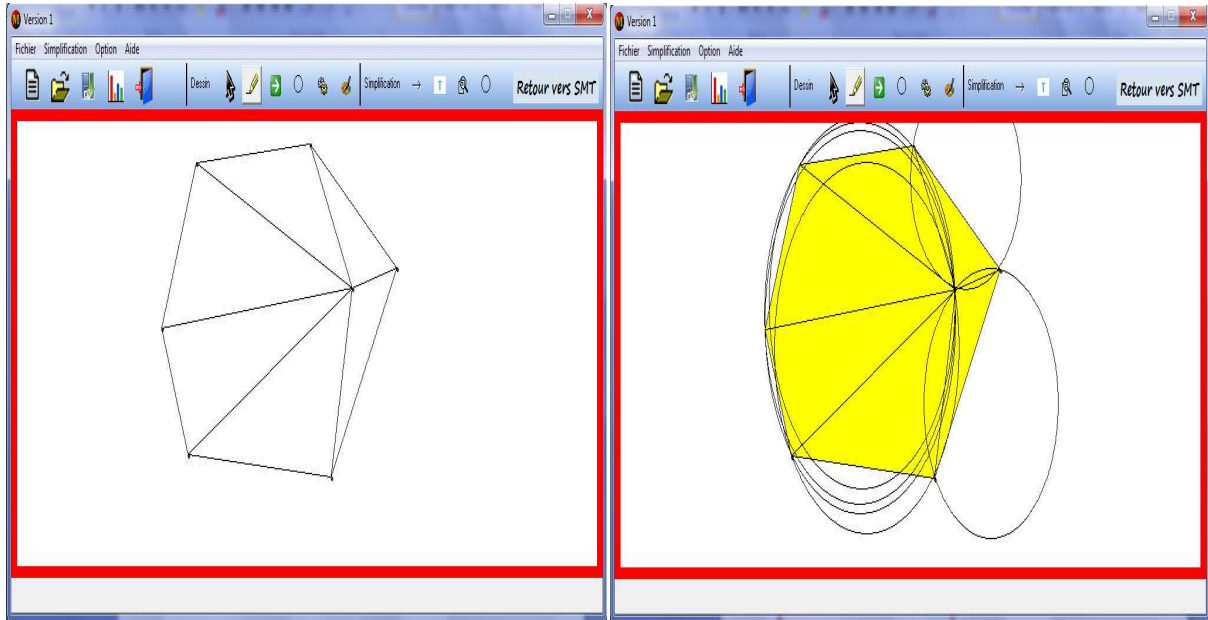 Version 1
Fichier Simplification Option Aide
Dessin Simplification → T Retour vers SMT
Version 1
Fichier Simplification Option Aide
Dessin Simplification → T Retour vers SMT